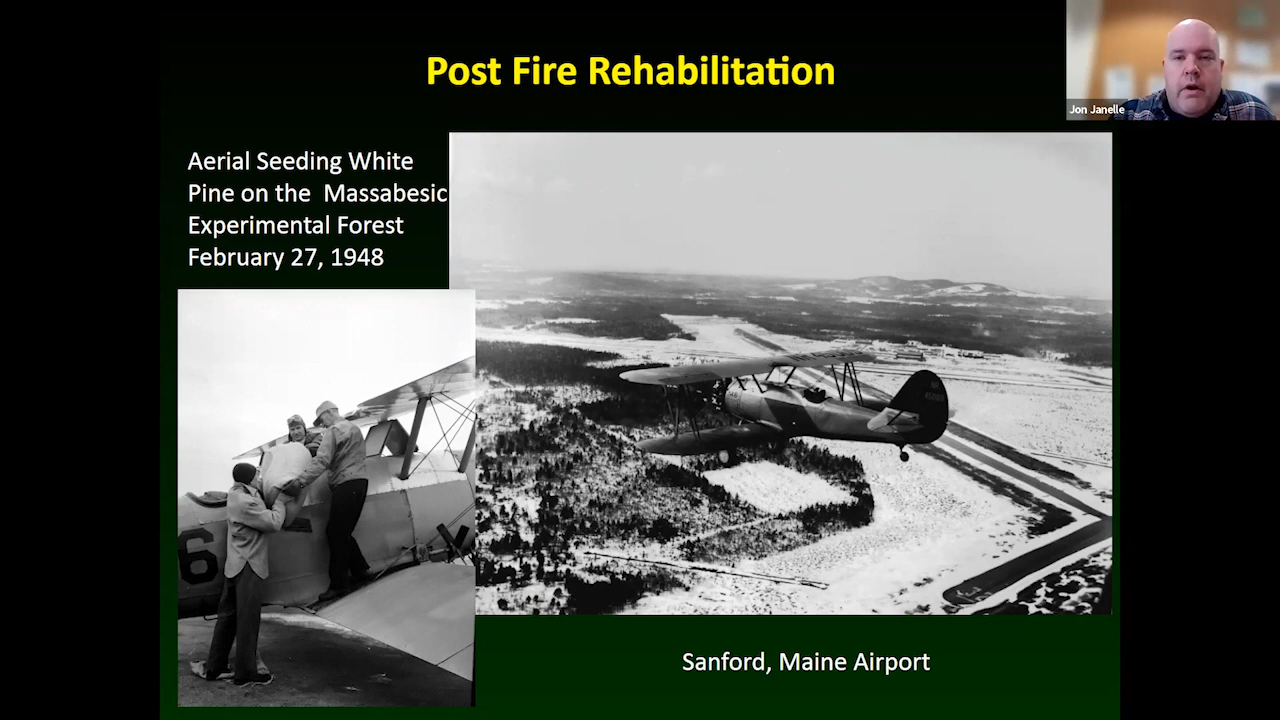 Post Fire Rehabilitation
Jon Janelle
Aerial Seeding White
Pine on the Massabesic
Experimental Forest
February 27, 1948
6
Sanford, Maine Airport